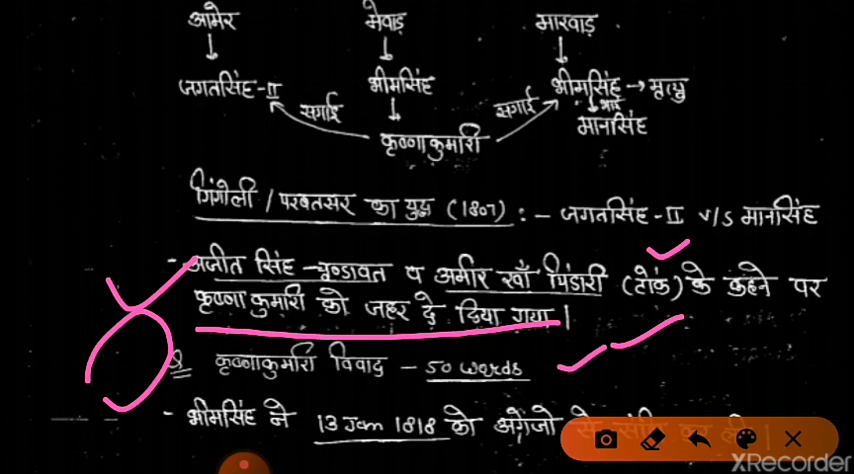 आमेर मेवाड़ मारवाड़
जगतसिंह-II भीमसिंह भीमसिंह → मृत्यु
सगाई सगाई भाई
कृष्णाकुमारी मानसिंह
गिंगोली / परबतसर का युद्ध (1807) : - जगतसिंह-II v/s मानसिंह
- अजीत सिंह चूण्डावत व अमीर खाँ पिंडारी (टोंक) के कहने पर
कृष्णाकुमारी को जहर दे दिया गया |
Q कृष्णाकुमारी विवाद - 50 words
- भीमसिंह ने 13 Jan 1818 को अंग्रेजो से
XRecorder